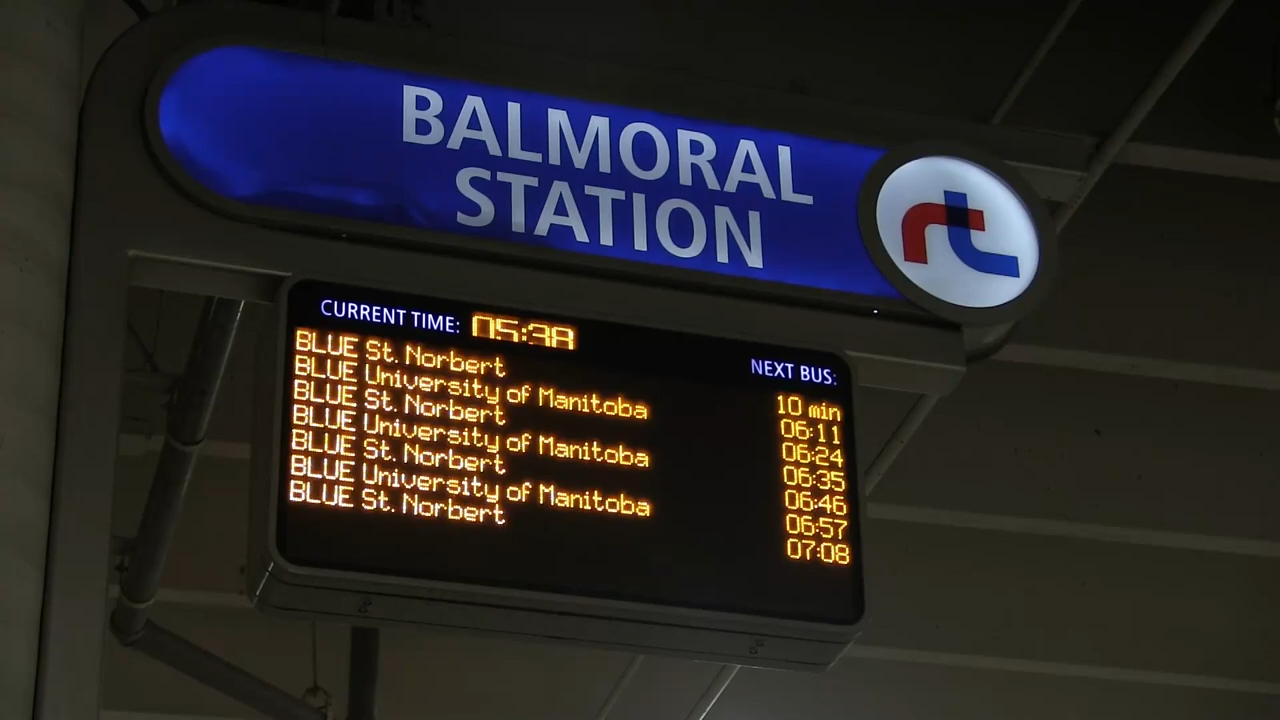 BALMORAL
STATION
rt
CURRENT TIME: 05:38
NEXT BUS:
BLUE St. Norbert 10 min
BLUE University of Manitoba 06:11
BLUE St. Norbert 06:24
BLUE University of Manitoba 06:35
BLUE St. Norbert 06:46
BLUE University of Manitoba 06:57
BLUE St. Norbert 07:08